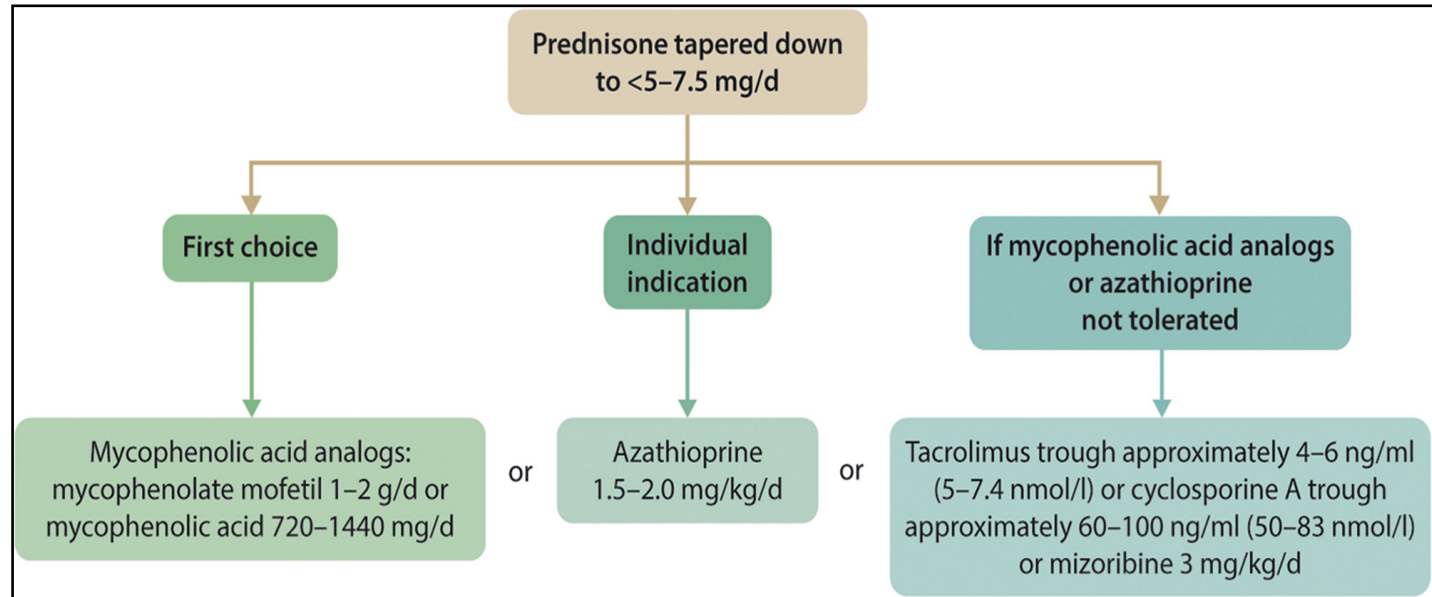 Prednisone tapered down
to <5–7.5 mg/d
First choice
Individual
indication
If mycophenolic acid analogs
or azathioprine
not tolerated
Mycophenolic acid analogs:
mycophenolate mofetil 1–2 g/d or
mycophenolic acid 720–1440 mg/d
or
Azathioprine
1.5–2.0 mg/kg/d
or
Tacrolimus trough approximately 4–6 ng/ml
(5–7.4 nmol/l) or cyclosporine A trough
approximately 60–100 ng/ml (50–83 nmol/l)
or mizoribine 3 mg/kg/d